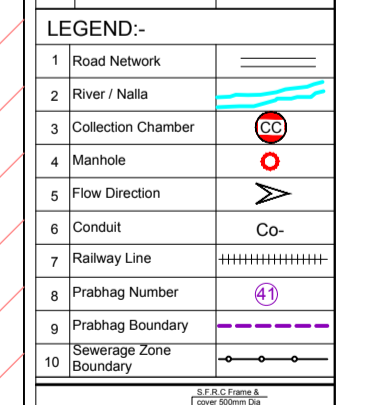 LEGEND:-
1 Road Network
2 River / Nalla
3 Collection Chamber CC
4 Manhole
5 Flow Direction
6 Conduit Co-
7 Railway Line
8 Prabhag Number 41
9 Prabhag Boundary
10 Sewerage Zone
Boundary
S.F.R.C Frame &
cover 500mm Dia